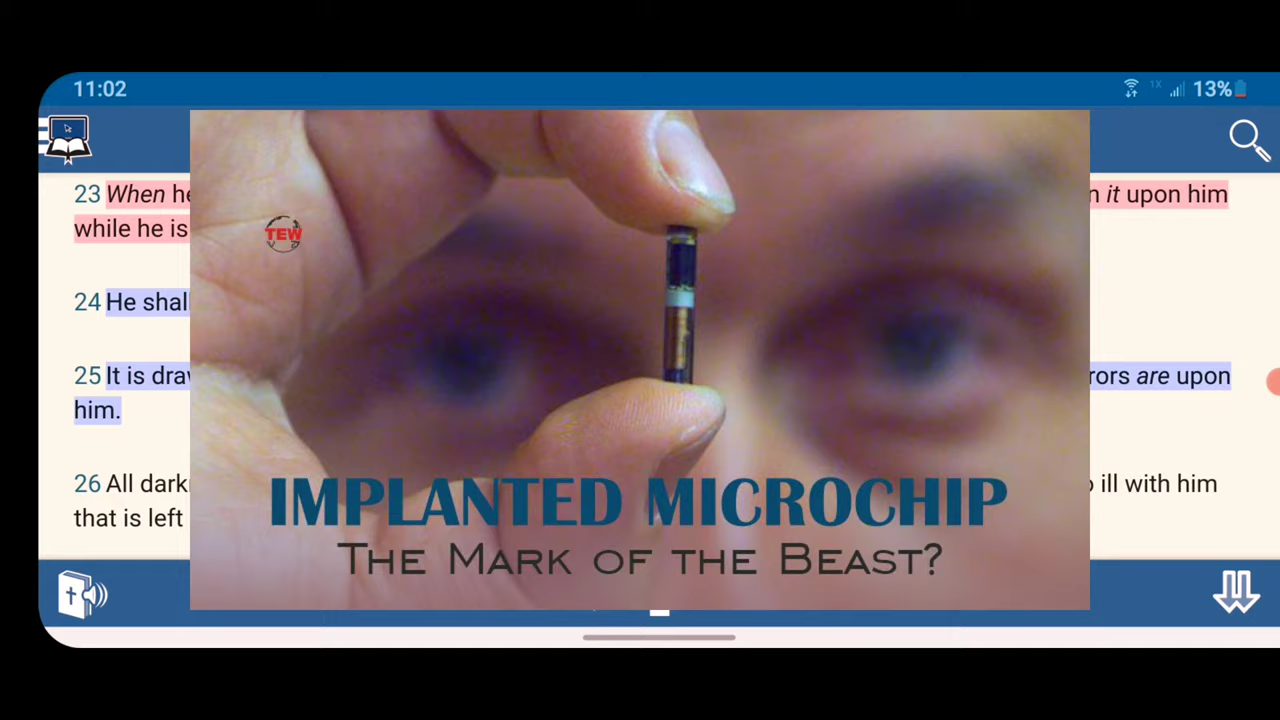 11:02
1X
13%
23 When he
n it upon him
while he is
TEW
24 He shal
25 It is dra
rors are upon
him.
26 All dark
ill with him
that is left
IMPLANTED MICROCHIP
THE MARK OF THE BEAST?